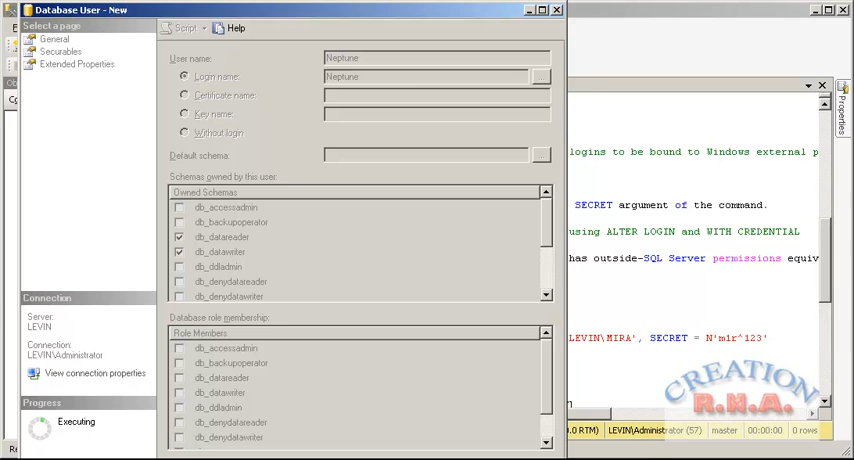 Database User - New
Select a page
General
Securables
Extended Properties
Script
Help
User name:
Neptune
Login name:
Neptune
...
Certificate name:
Key name:
Without login
Default schema:
...
Schemas owned by this user:
Owned Schemas
db_accessadmin
db_backupoperator
db_datareader
db_datawriter
db_ddladmin
db_denydatareader
db_denydatawriter
Database role membership:
Role Members
db_accessadmin
db_backupoperator
db_datareader
db_datawriter
db_ddladmin
db_denydatareader
db_denydatawriter
Connection
Server:
LEVIN
Connection:
LEVIN\Administrator
View connection properties
Progress
Executing
Properties
logins to be bound to Windows external p
SECRET argument of the command.
using ALTER LOGIN and WITH CREDENTIAL
has outside-SQL Server permissions equiv
LEVIN\MIRA', SECRET = N'm1r^123'
CREATION
R.N.A.
.0 RTM)
LEVIN\Administrator (57)
master
00:00:00
0 rows